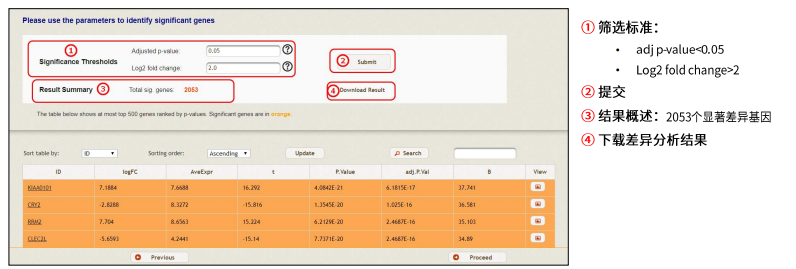 Please use the parameters to identify significant genes
①
Significance Thresholds
Adjusted p-value: 0.05 ?
Log2 fold change: 2.0 ?
② Submit
Result Summary ③ Total sig. genes: 2053
④ Download Result
The table below shows at most top 500 genes ranked by p-values. Significant genes are in orange.
Sort table by: ID Sorting order: Ascending Update Search
ID logFC AveExpr t P.Value adj.P.Val B View
KIAA0101 7.1884 7.6688 16.292 4.0842E-21 6.1815E-17 37.741
CRY2 -2.8288 8.3272 -15.816 1.3545E-20 1.025E-16 36.581
RRM2 7.704 8.6563 15.224 6.2129E-20 2.4687E-16 35.103
CLEC2L -5.6593 4.2441 -15.14 7.7371E-20 2.4687E-16 34.89
Previous Proceed
① 筛选标准：
• adj p-value<0.05
• Log2 fold change>2
② 提交
③ 结果概述：2053个显著差异基因
④ 下载差异分析结果